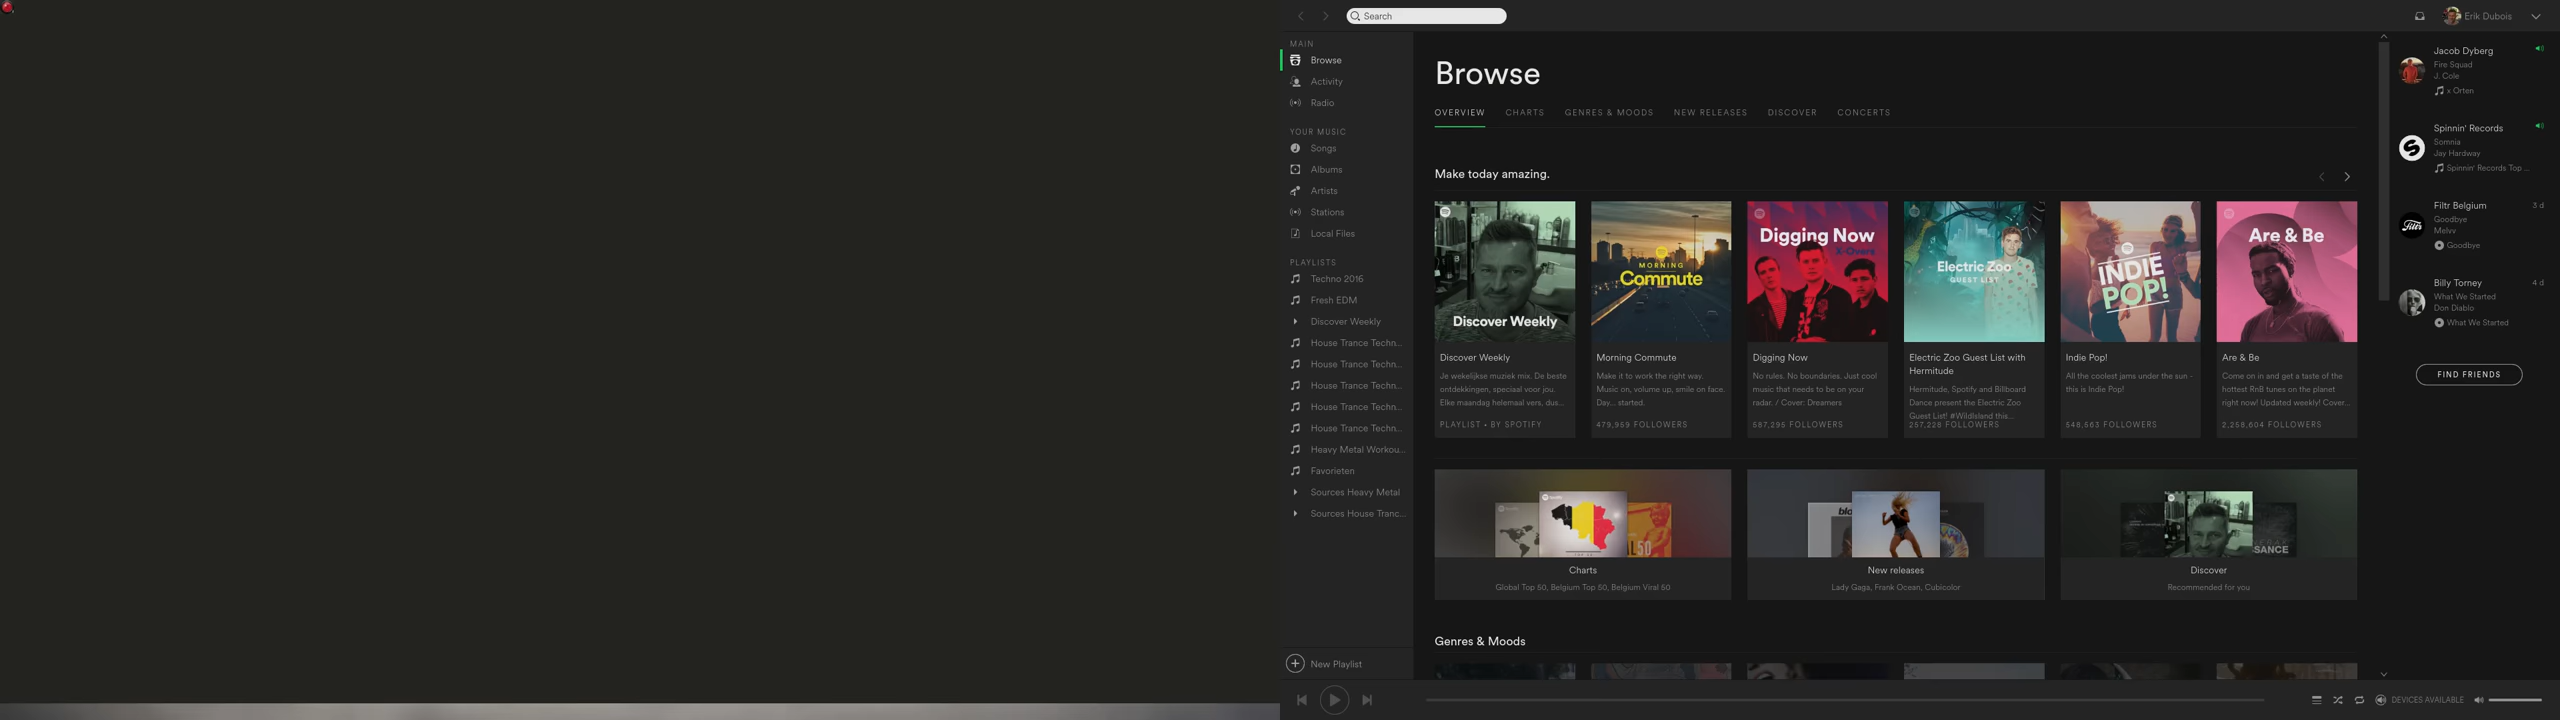 Search
Erik Dubois
MAIN
Browse
Activity
Radio
YOUR MUSIC
Songs
Albums
Artists
Stations
Local Files
PLAYLISTS
Techno 2016
Fresh EDM
Discover Weekly
House Trance Techn...
House Trance Techn...
House Trance Techn...
House Trance Techn...
House Trance Techn...
Heavy Metal Workou...
Favorieten
Sources Heavy Metal
Sources House Tranc...
New Playlist
Browse
OVERVIEW CHARTS GENRES & MOODS NEW RELEASES DISCOVER CONCERTS
Make today amazing.
Discover Weekly
Discover Weekly
Je wekelijkse muziek mix. De beste
ontdekkingen, speciaal voor jou.
Elke maandag helemaal vers, dus...
PLAYLIST • BY SPOTIFY
MORNING
Commute
Morning Commute
Make it to work the right way.
Music on, volume up, smile on face.
Day... started.
479,959 FOLLOWERS
Digging Now
X-Overs
Digging Now
No rules. No boundaries. Just cool
music that needs to be on your
radar. / Cover: Dreamers
587,295 FOLLOWERS
Electric Zoo
GUEST LIST
Electric Zoo Guest List with
Hermitude
Hermitude, Spotify and Billboard
Dance present the Electric Zoo
Guest List! #WildIsland this...
257,228 FOLLOWERS
INDIE
POP!
Indie Pop!
All the coolest jams under the sun -
this is Indie Pop!
548,563 FOLLOWERS
Are & Be
Are & Be
Come on in and get a taste of the
hottest RnB tunes on the planet
right now! Updated weekly! Cover...
2,258,604 FOLLOWERS
Charts
Global Top 50, Belgium Top 50, Belgium Viral 50
New releases
Lady Gaga, Frank Ocean, Cubicolor
SANCE
Discover
Recommended for you
Genres & Moods
Jacob Dyberg
Fire Squad
J. Cole
x Orten
Spinnin' Records
Somnia
Jay Hardway
Spinnin' Records Top ...
Filtr Belgium 3 d
Goodbye
Melvv
Goodbye
Billy Torney 4 d
What We Started
Don Diablo
What We Started
FIND FRIENDS
DEVICES AVAILABLE